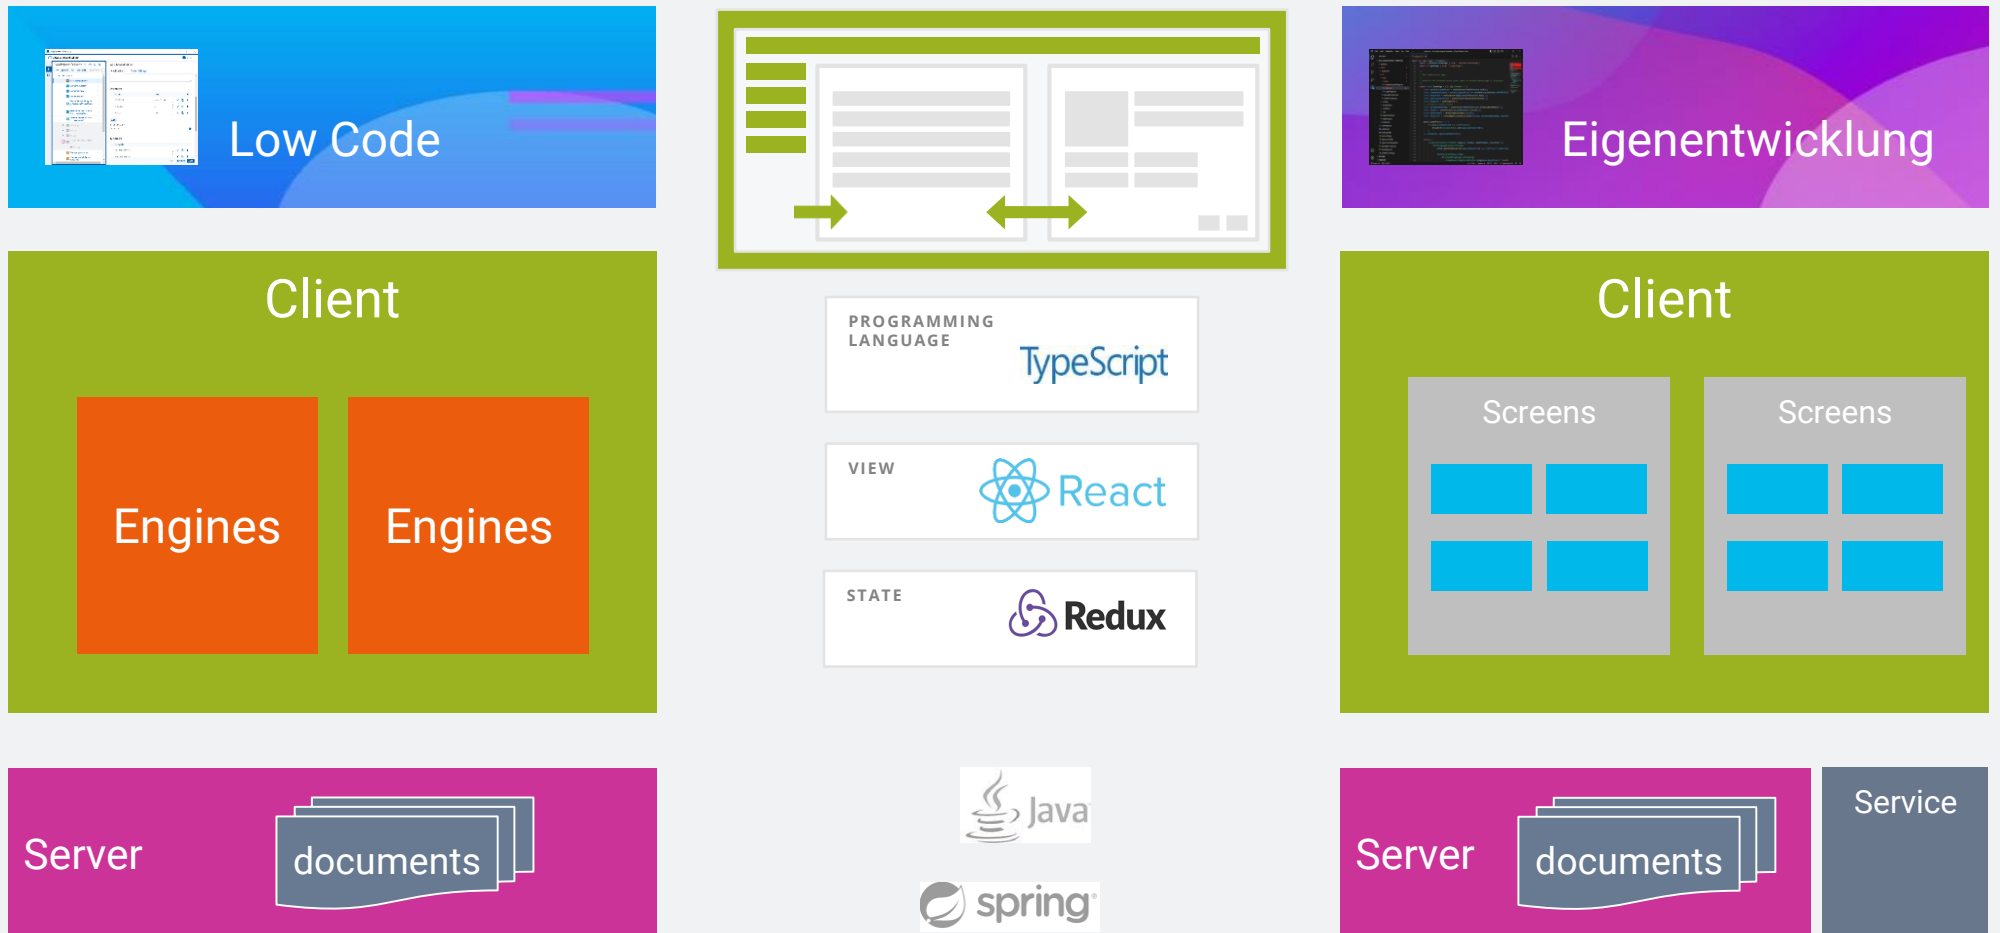 Low Code
Client
Engines
Engines
Server
documents
PROGRAMMING
LANGUAGE
TypeScript
VIEW
React
STATE
Redux
Java
spring
Eigenentwicklung
Client
Screens
Screens
Server
documents
Service